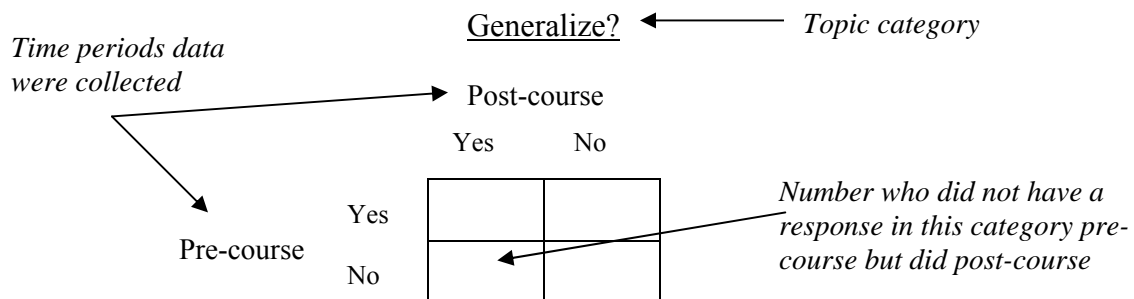 Generalize?
Topic category
Time periods data
were collected
Post-course
Yes No
Yes
Pre-course
No
Number who did not have a
response in this category pre-
course but did post-course